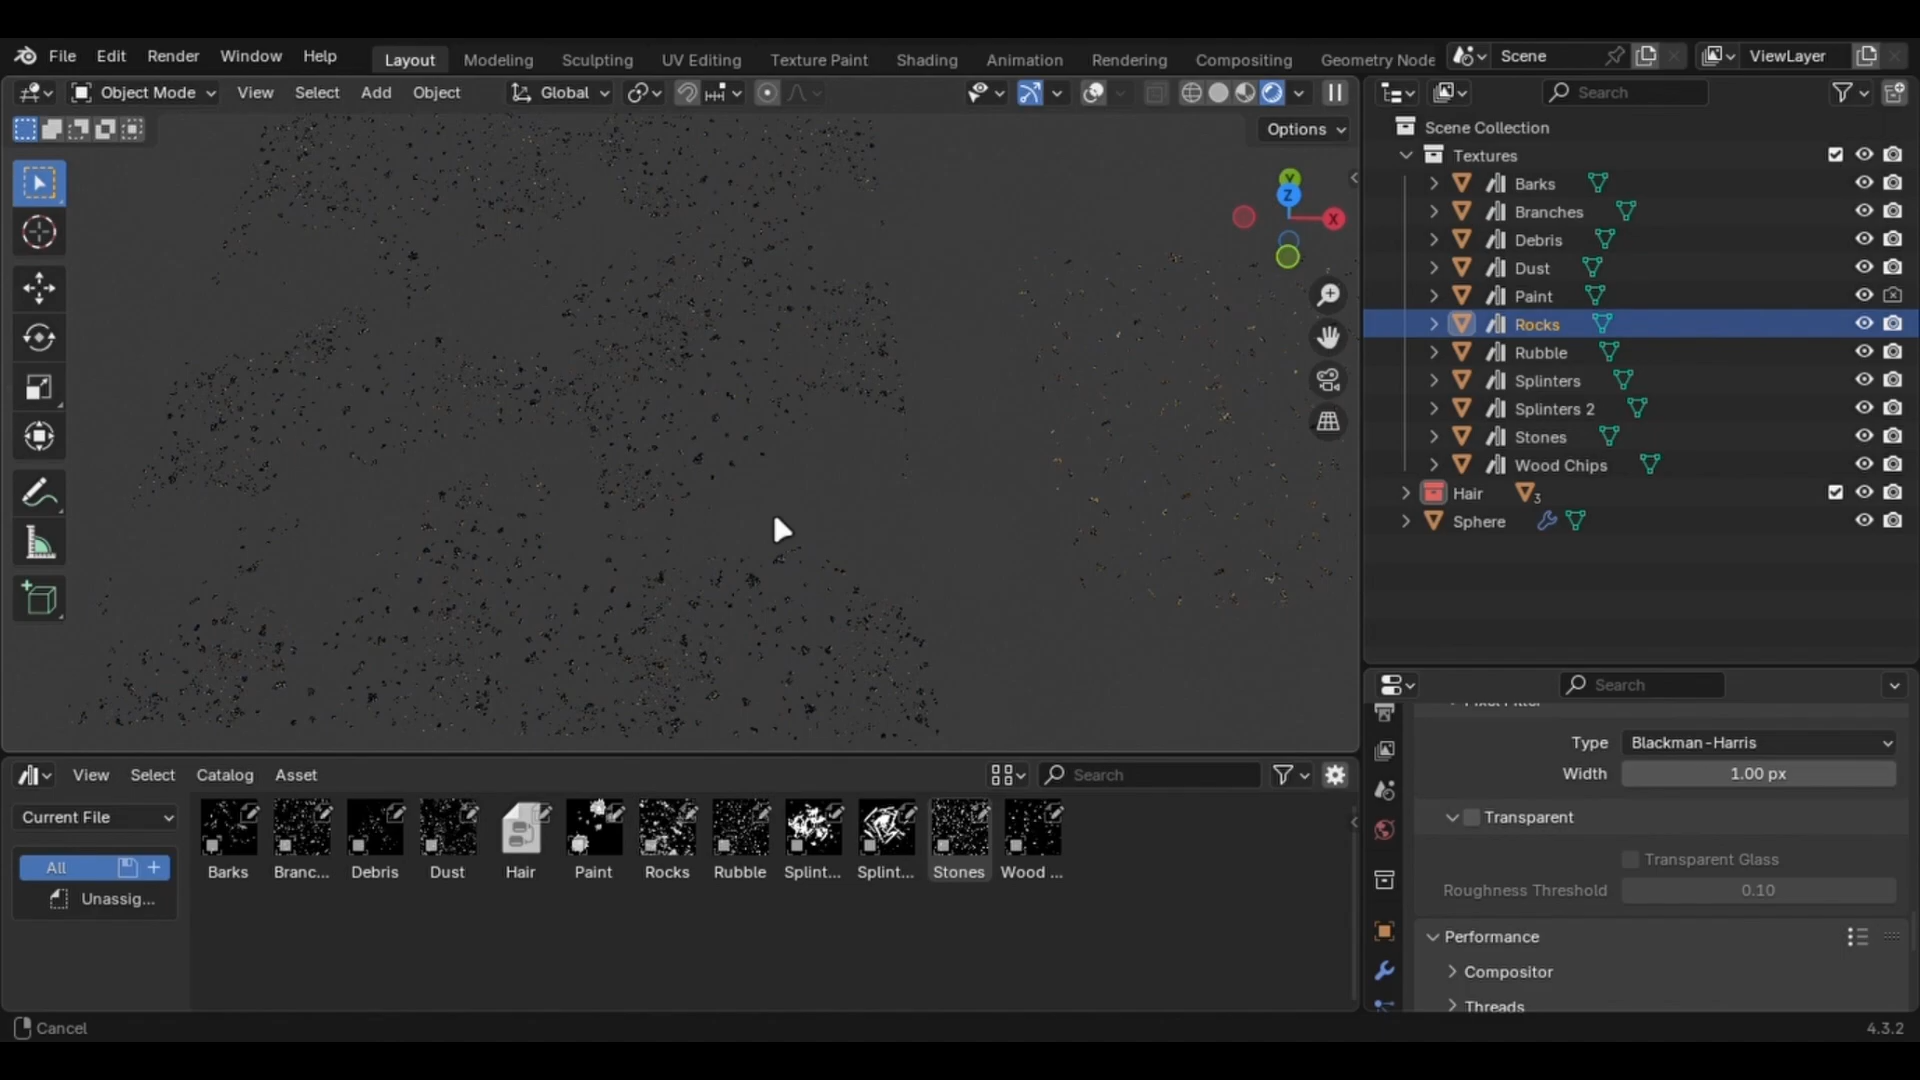 File Edit Render Window Help Layout Modeling Sculpting UV Editing Texture Paint Shading Animation Rendering Compositing Geometry Node Scene ViewLayer
Object Mode View Select Add Object Global Search
Options
Scene Collection
Textures
Barks
Branches
Debris
Dust
Paint
Rocks
Rubble
Splinters
Splinters 2
Stones
Wood Chips
Hair 3
Sphere
Y
Z
X
Search
Type Blackman-Harris
Width 1.00 px
Transparent
Transparent Glass
Roughness Threshold 0.10
Performance
Compositor
Threads
View Select Catalog Asset Search
Current File
All
Unassig...
Barks Branc... Debris Dust Hair Paint Rocks Rubble Splint... Splint... Stones Wood ...
Cancel 4.3.2